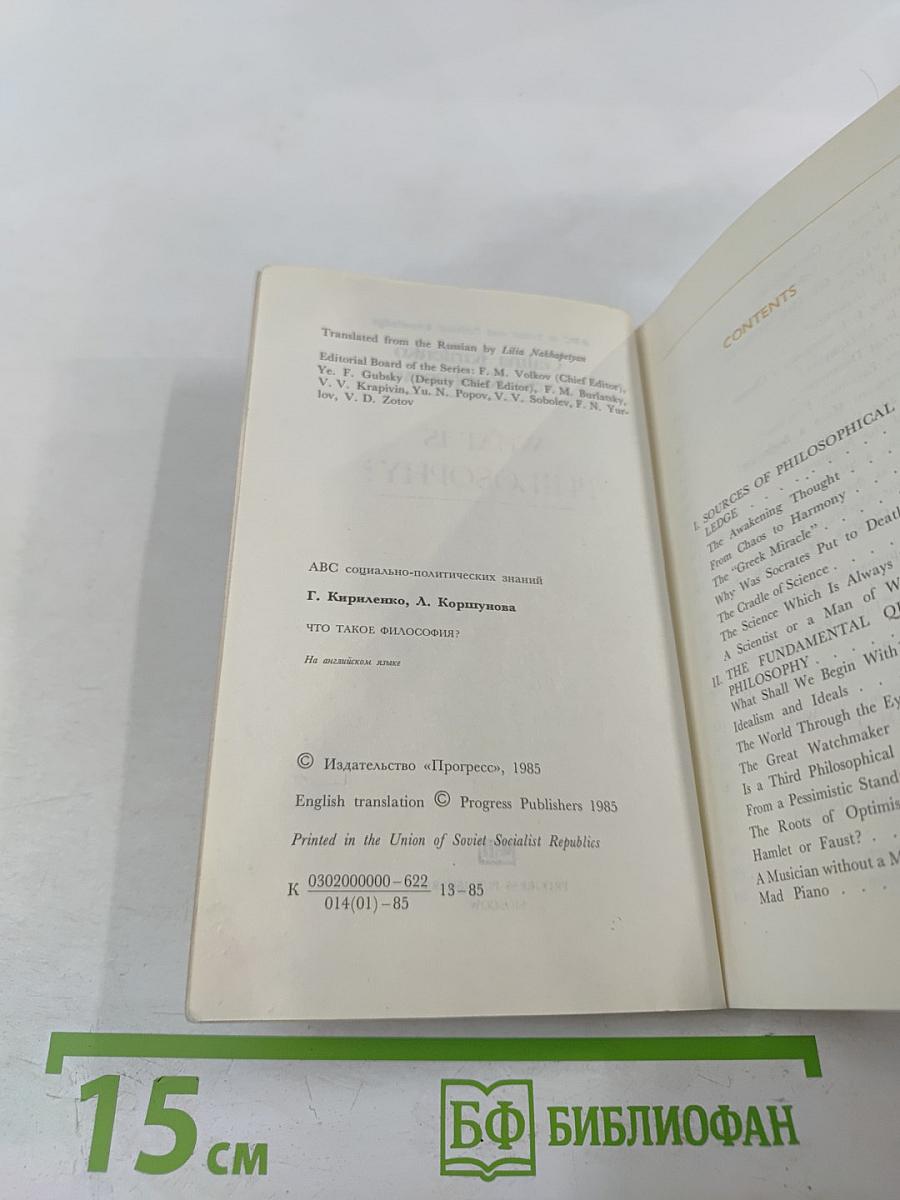 Translated from the Russian by Lilia Nakhapetyan
Editorial Board of the Series: F. M. Volkov (Chief Editor),
Ye. F. Gubsky (Deputy Chief Editor), F. M. Burlatsky,
V. V. Krapivin, Yu. N. Popov, V. V. Sobolev, F. N. Yur-
lov, V. D. Zotov
WHAT IS
PHILOSOPHY?
ABC социально-политических знаний
Г. Кириленко, Л. Коршунова
ЧТО ТАКОЕ ФИЛОСОФИЯ?
На английском языке
© Издательство «Прогресс», 1985
English translation © Progress Publishers 1985
Printed in the Union of Soviet Socialist Republics
К 0302000000–622 13–85
014(01)–85
CONTENTS
I. SOURCES OF PHILOSOPHICAL
LEDGE . . . . . . .
The Awakening Thought . . .
From Chaos to Harmony . . .
The "Greek Miracle" . . . . .
Why Was Socrates Put to Death
The Cradle of Science . . . .
The Science Which Is Always
A Scientist or a Man of W
II. THE FUNDAMENTAL QU
PHILOSOPHY . . . . .
What Shall We Begin With?
Idealism and Ideals . . .
The World Through the Ey
The Great Watchmaker
Is a Third Philosophical
From a Pessimistic Stand
The Roots of Optimis
Hamlet or Faust? . .
A Musician without a M
Mad Piano . . . .
15 см
БФ БИБЛИОФАН